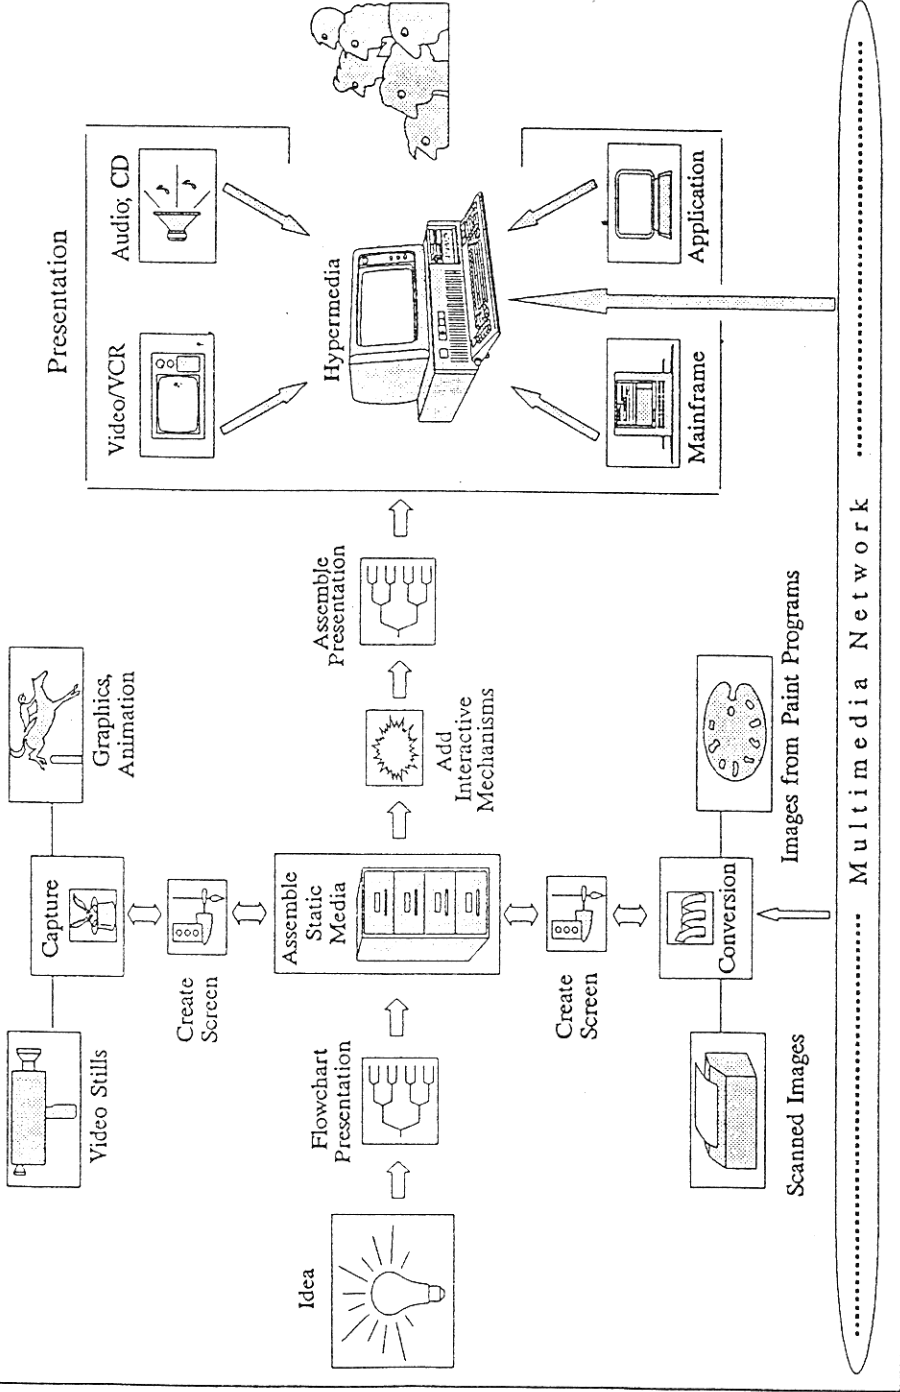 Presentation
Graphics,
Animation
Video/VCR
Audio; CD
Capture
Video Stills
Create
Screen
Hypermedia
Assemble
Presentation
Idea
Flowchart
Presentation
Assemble
Static
Media
Add
Interactive
Mechanisms
Create
Screen
Mainframe
Application
Conversion
Scanned Images
Images from Paint Programs
Multimedia Network